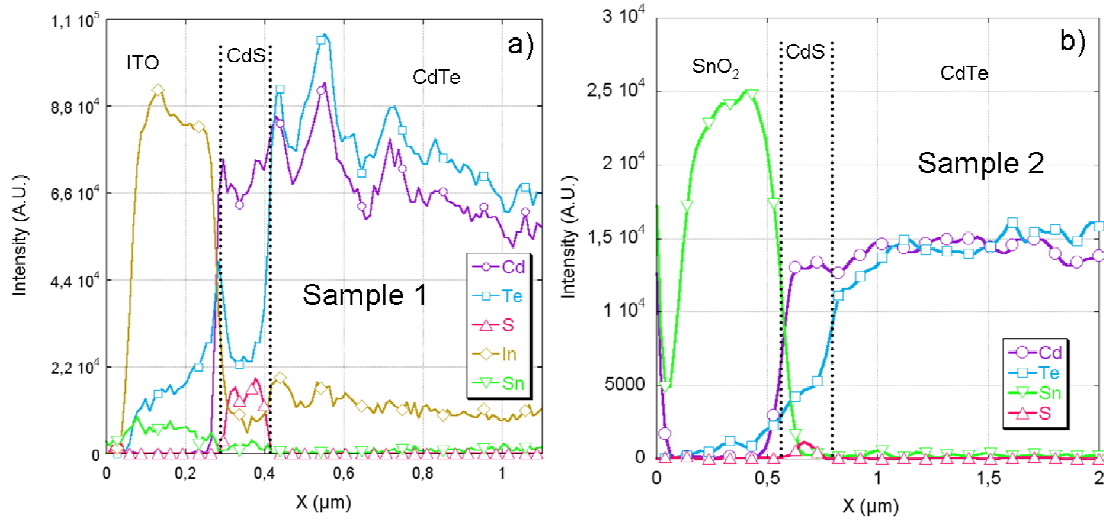 a)
ITO
CdS
CdTe
1,1 10⁵
8,8 10⁴
6,6 10⁴
4,4 10⁴
2,2 10⁴
0
Intensity (A.U.)
Sample 1
Cd
Te
S
In
Sn
0 0,2 0,4 0,6 0,8 1
X (µm)
b)
SnO₂
CdS
CdTe
3 10⁴
2,5 10⁴
2 10⁴
1,5 10⁴
1 10⁴
5000
0
Intensity (A.U.)
Sample 2
Cd
Te
Sn
S
0 0,5 1 1,5 2
X (µm)